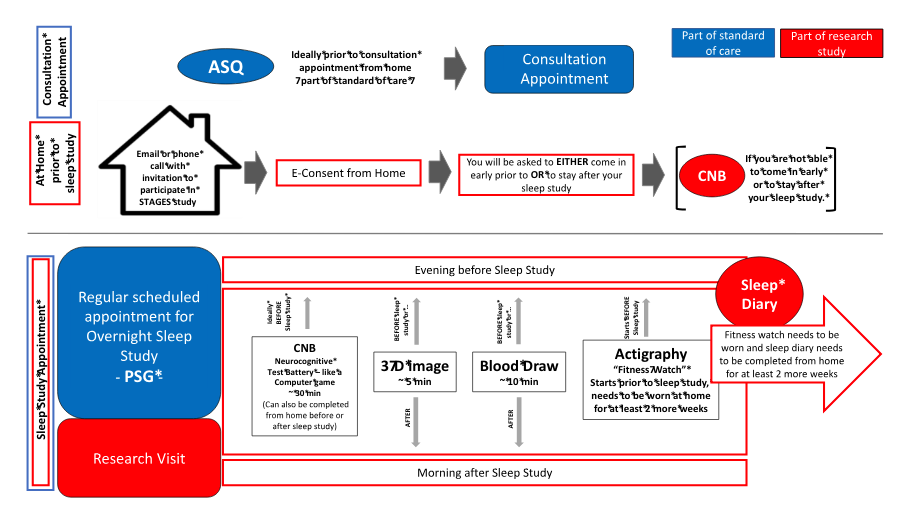 Part of standard
of care
Part of research
study
Consultation*
Appointment
ASQ
Ideally*prior*to*consultation*
appointment*from*home
7part*of*standard*of*care*7
Consultation
Appointment
At*Home*
prior*to*
sleep*study
Email*or*phone*
call*with*
invitation*to*
participate*in*
STAGES*study
E-Consent from Home
You will be asked to EITHER come in
early prior to OR*to stay after your
sleep study
CNB
If*you*are*not*able*
to*come*in*early*
or*to*stay*after*
your*sleep*study.*
Sleep*Study*Appointment*
Regular scheduled
appointment for
Overnight Sleep
Study
- PSG*-
Research Visit
Evening before Sleep Study
Ideally*
BEFORE
Sleep*Study*
CNB
Neurocognitive*
Test*Battery*–like*a
Computer*game
~*30*min
(Can also be completed
from home before or
after sleep study)
BEFORE*Sleep*
study*or*…
37D*Image
~*5*min
AFTER
BEFORE*Sleep*
study*or*…
Blood*Draw
~*10*min
AFTER
Starts*BEFORE
Sleep*Study
Actigraphy
“Fitness7Watch”*
Starts*prior*to*sleep*study,
needs*to*be*worn*at*home
for*at*least*2*more*weeks
Sleep*
Diary
Fitness watch needs to be
worn and sleep diary needs
to be completed from home
for at least 2 more weeks
Morning after Sleep Study